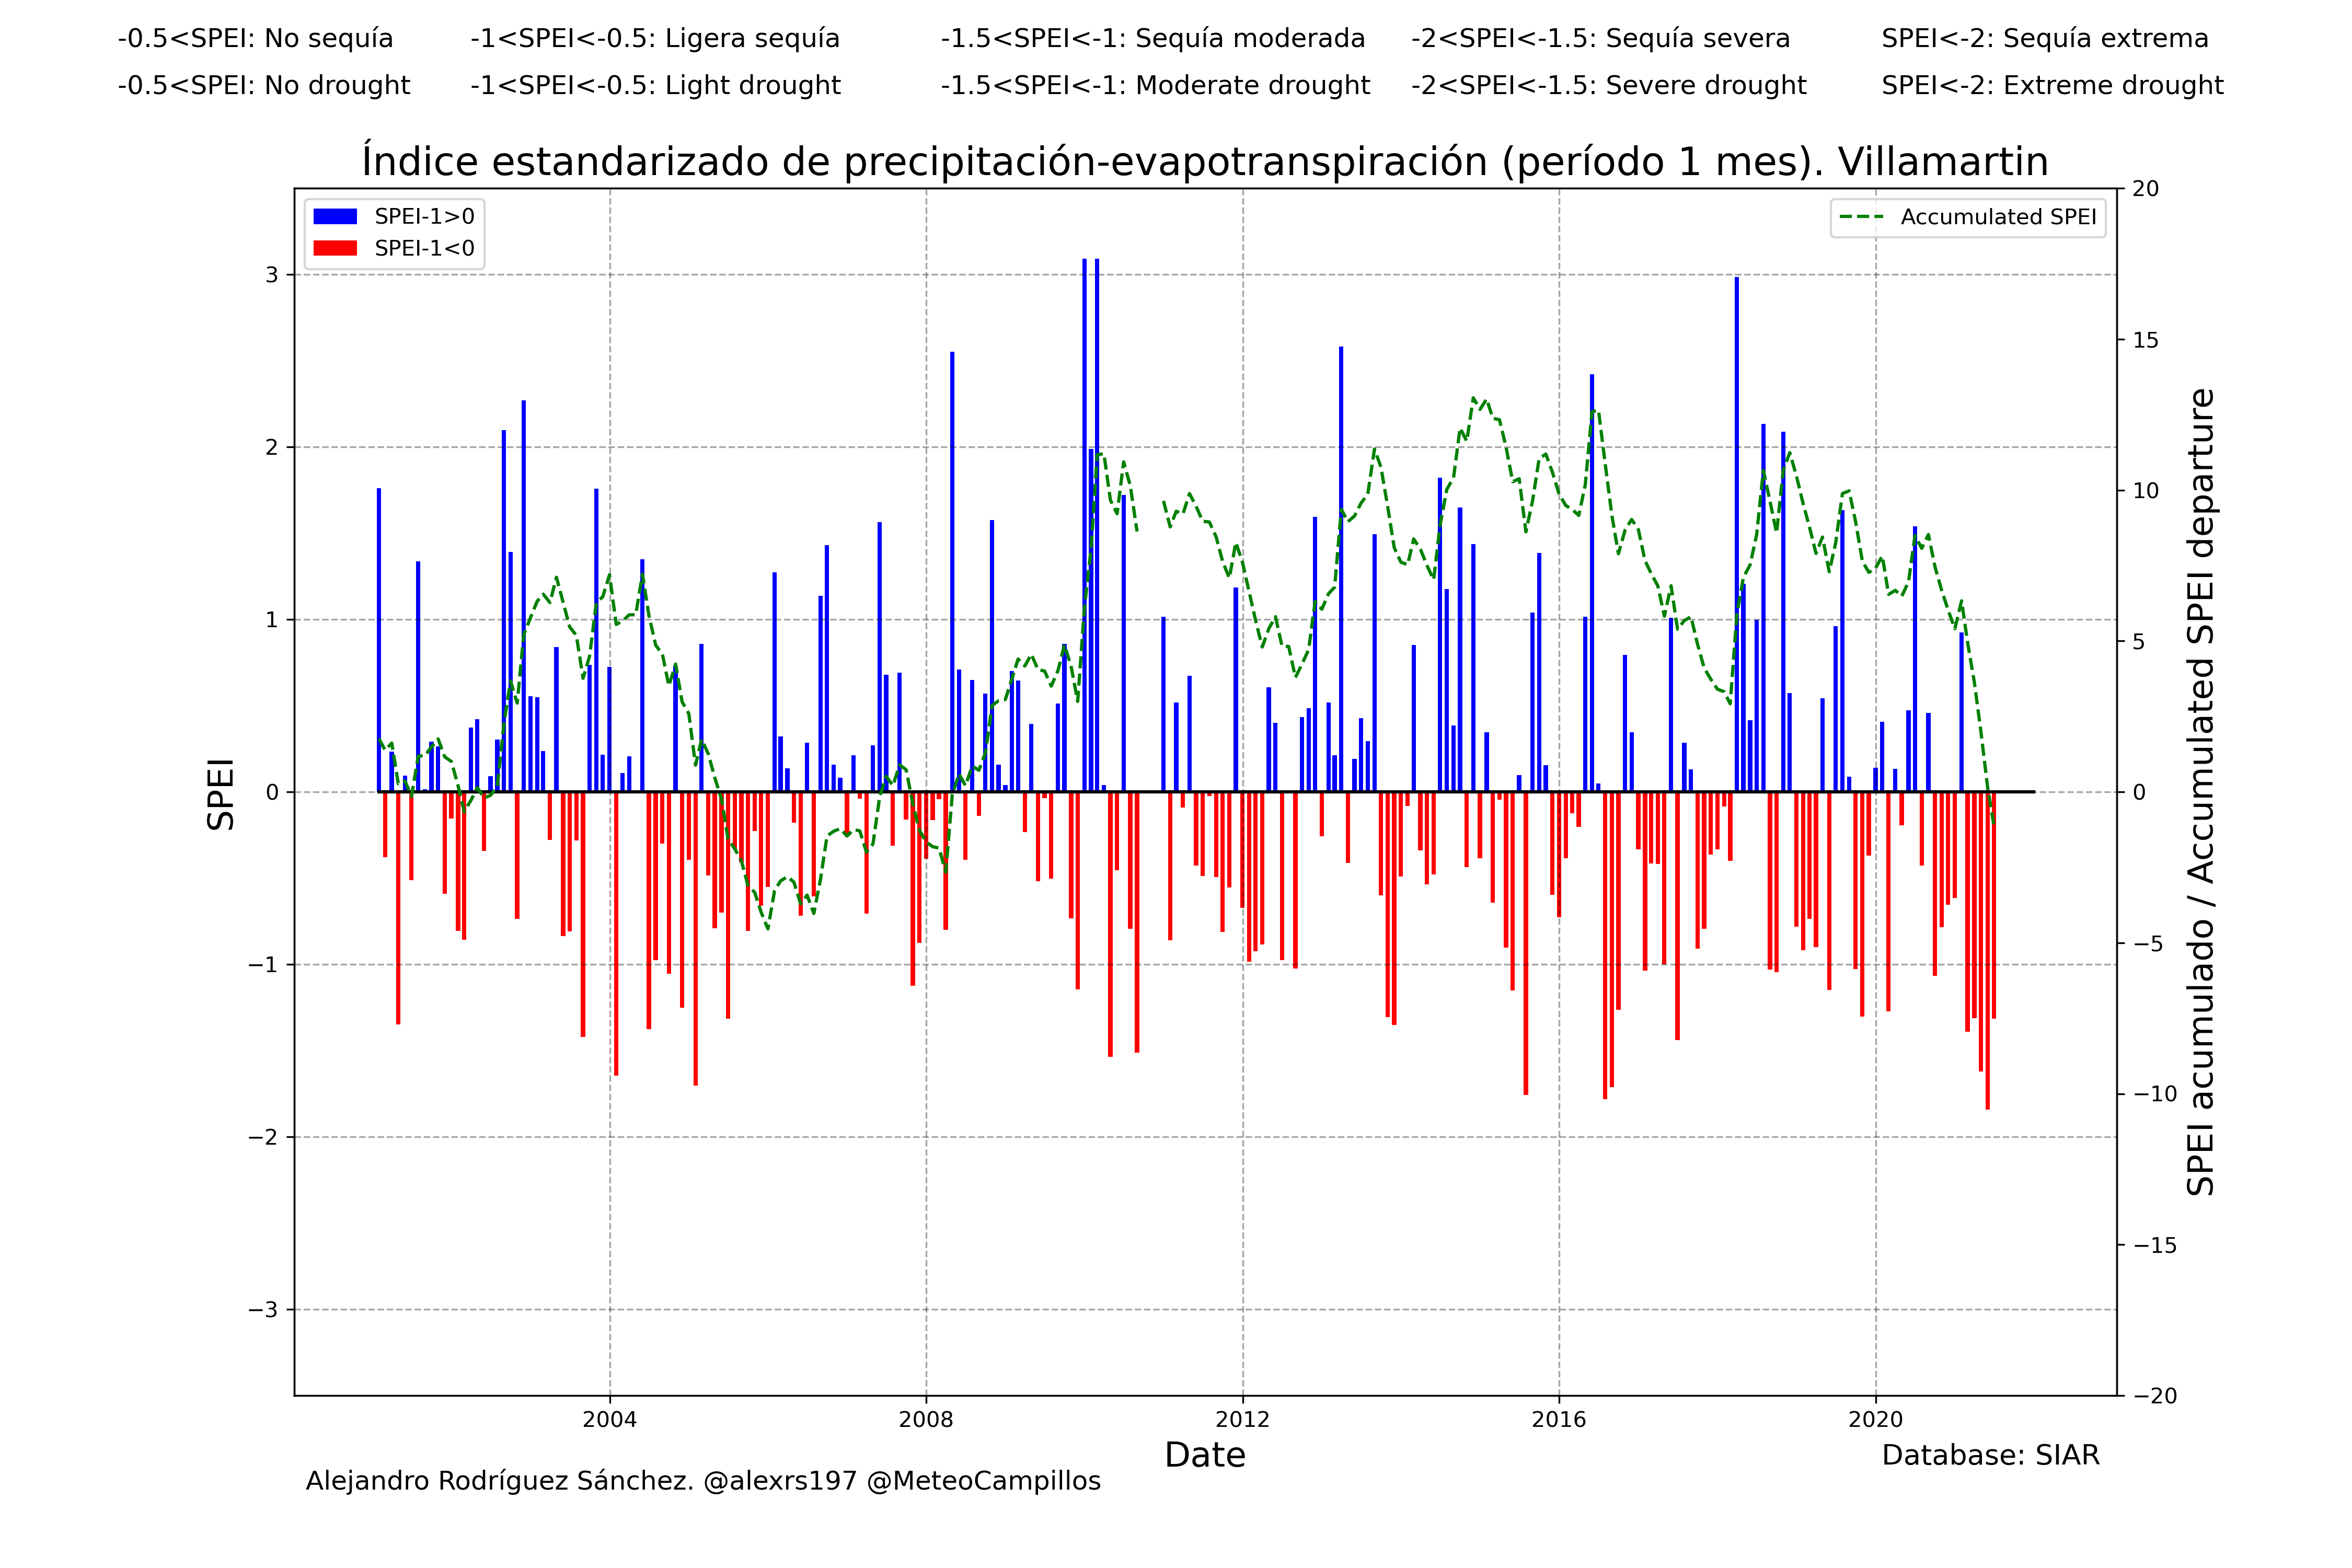 -0.5<SPEI: No sequía -1<SPEI<-0.5: Ligera sequía -1.5<SPEI<-1: Sequía moderada -2<SPEI<-1.5: Sequía severa SPEI<-2: Sequía extrema
-0.5<SPEI: No drought -1<SPEI<-0.5: Light drought -1.5<SPEI<-1: Moderate drought -2<SPEI<-1.5: Severe drought SPEI<-2: Extreme drought
Índice estandarizado de precipitación-evapotranspiración (período 1 mes). Villamartin
SPEI-1>0
SPEI-1<0
Accumulated SPEI
SPEI
3
2
1
0
−1
−2
−3
20
15
10
5
0
−5
−10
−15
−20
SPEI acumulado / Accumulated SPEI departure
2004 2008 2012 2016 2020
Date
Database: SIAR
Alejandro Rodríguez Sánchez. @alexrs197 @MeteoCampillos